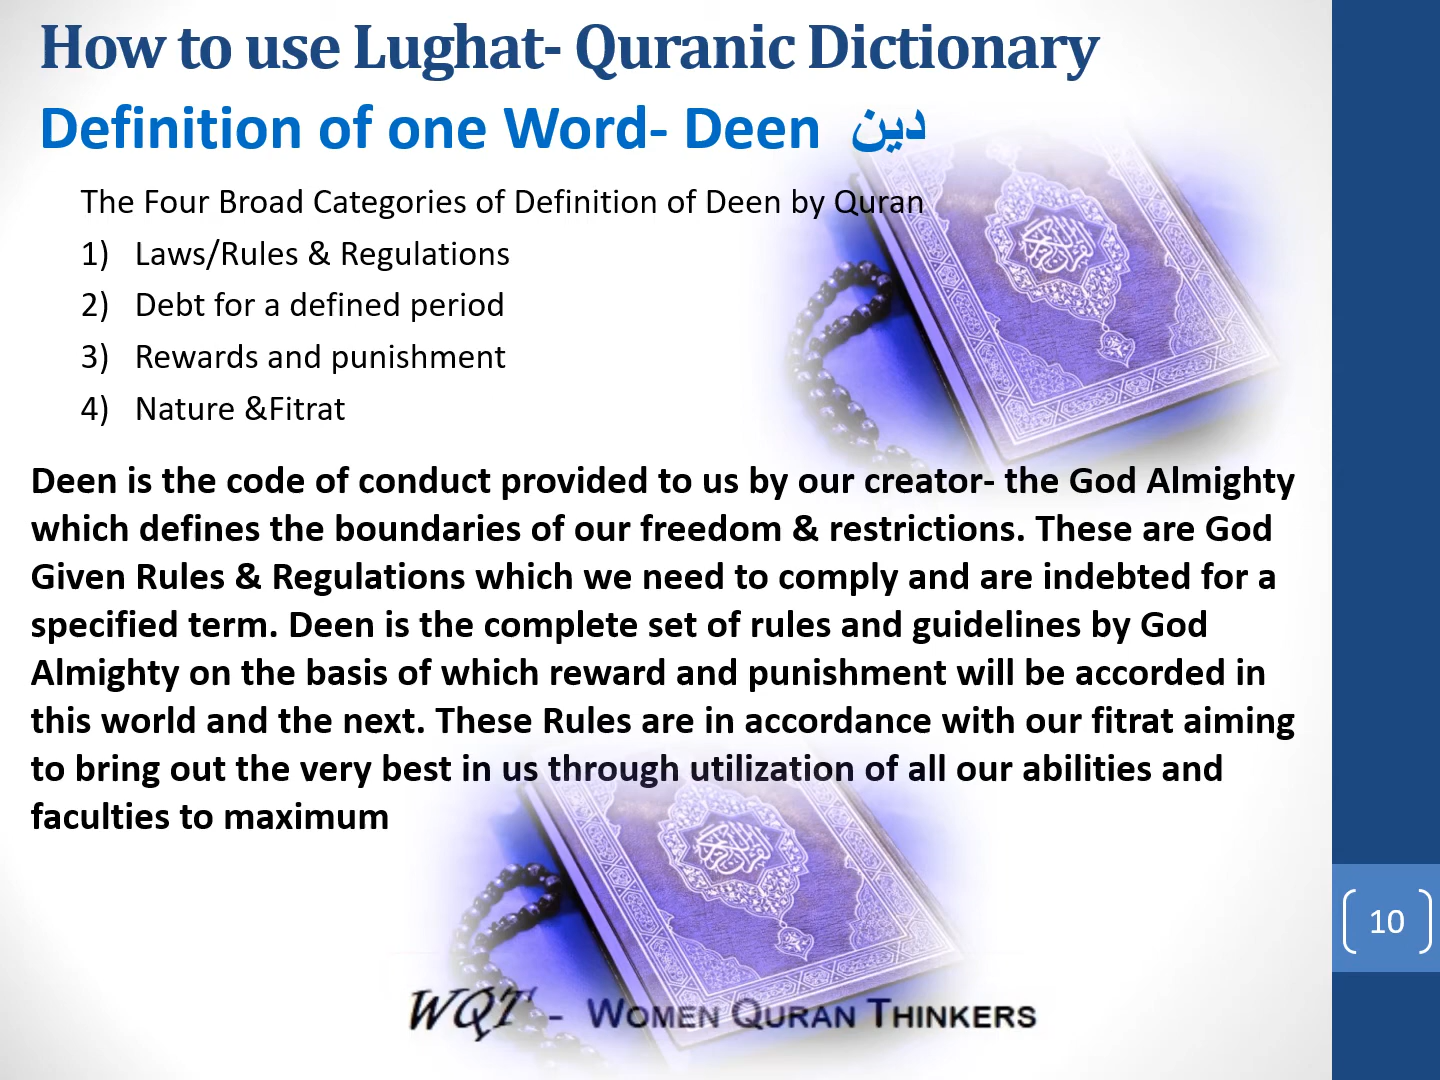 How to use Lughat- Quranic Dictionary
Definition of one Word- Deen دين
The Four Broad Categories of Definition of Deen by Quran
1) Laws/Rules & Regulations
2) Debt for a defined period
3) Rewards and punishment
4) Nature &Fitrat
Deen is the code of conduct provided to us by our creator- the God Almighty
which defines the boundaries of our freedom & restrictions. These are God
Given Rules & Regulations which we need to comply and are indebted for a
specified term. Deen is the complete set of rules and guidelines by God
Almighty on the basis of which reward and punishment will be accorded in
this world and the next. These Rules are in accordance with our fitrat aiming
to bring out the very best in us through utilization of all our abilities and
faculties to maximum
10
WQT - WOMEN QURAN THINKERS